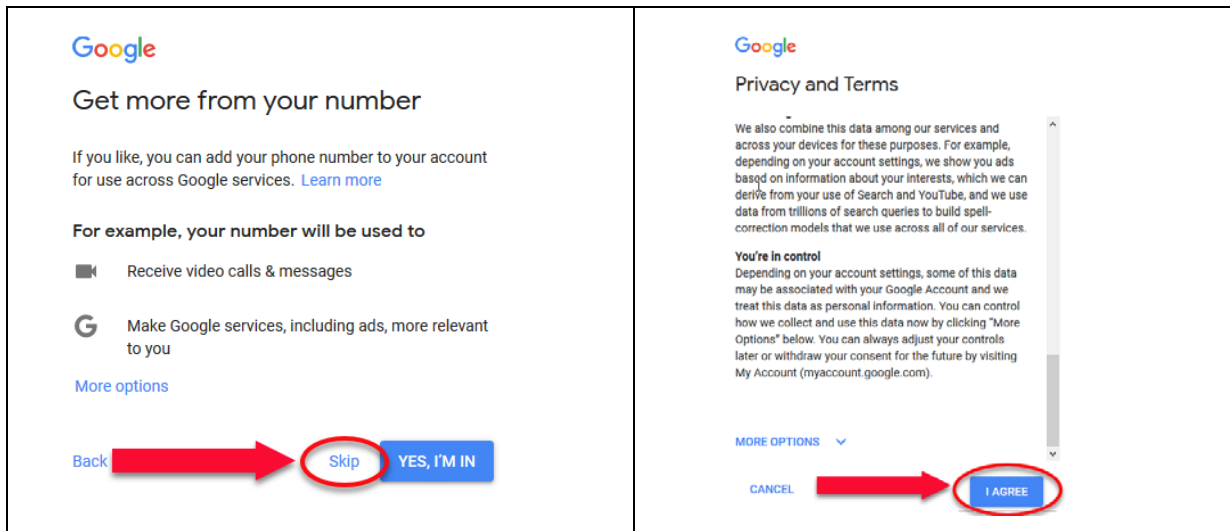 Google
Get more from your number
If you like, you can add your phone number to your account
for use across Google services. Learn more
For example, your number will be used to
Receive video calls & messages
G
Make Google services, including ads, more relevant
to you
More options
Back
Skip
YES, I'M IN
Google
Privacy and Terms
We also combine this data among our services and
across your devices for these purposes. For example,
depending on your account settings, we show you ads
based on information about your interests, which we can
derive from your use of Search and YouTube, and we use
data from trillions of search queries to build spell-
correction models that we use across all of our services.
You're in control
Depending on your account settings, some of this data
may be associated with your Google Account and we
treat this data as personal information. You can control
how we collect and use this data now by clicking "More
Options" below. You can always adjust your controls
later or withdraw your consent for the future by visiting
My Account (myaccount.google.com).
MORE OPTIONS
CANCEL
I AGREE